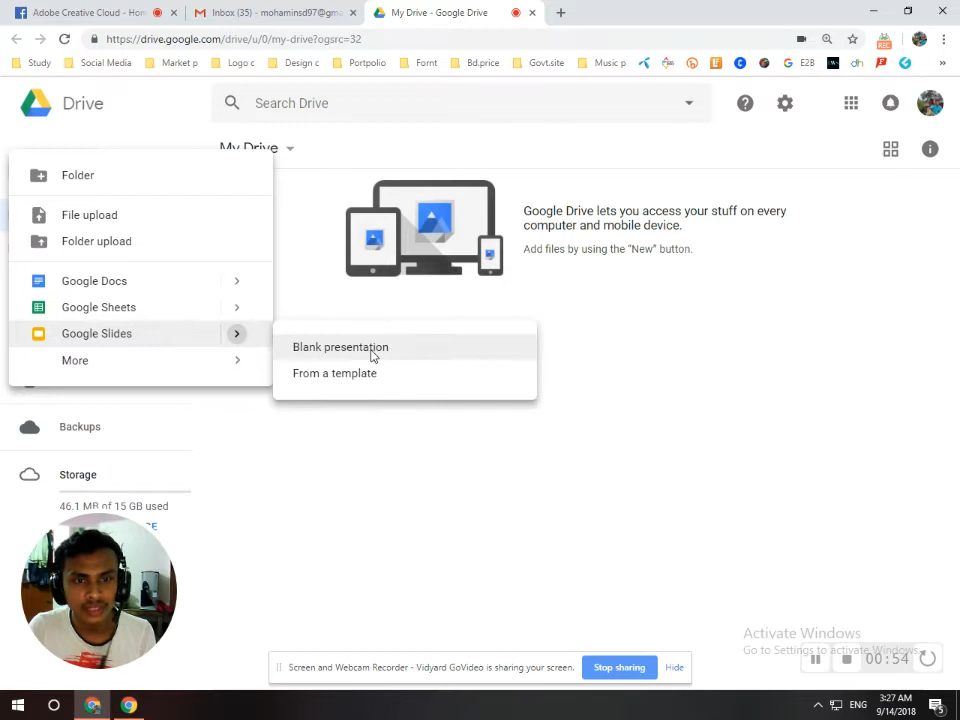 Adobe Creative Cloud - Hom
Inbox (35) - mohaminsd97@gma
My Drive - Google Drive
https://drive.google.com/drive/u/0/my-drive?ogsrc=32
REC
Study
Social Media
Market p
Logo c
Design c
Portpolio
Fornt
Bd.price
Govt.site
Music p
E2B
dh
»
Drive
Search Drive
My Drive
Folder
File upload
Folder upload
Google Docs
Google Sheets
Google Slides
More
Blank presentation
From a template
Google Drive lets you access your stuff on every
computer and mobile device.
Add files by using the "New" button.
Backups
Storage
46.1 MB of 15 GB used
Activate Windows
Go to Settings to activate Windows.
00:54
Screen and Webcam Recorder - Vidyard GoVideo is sharing your screen.
Stop sharing
Hide
ENG
3:27 AM
9/14/2018
5